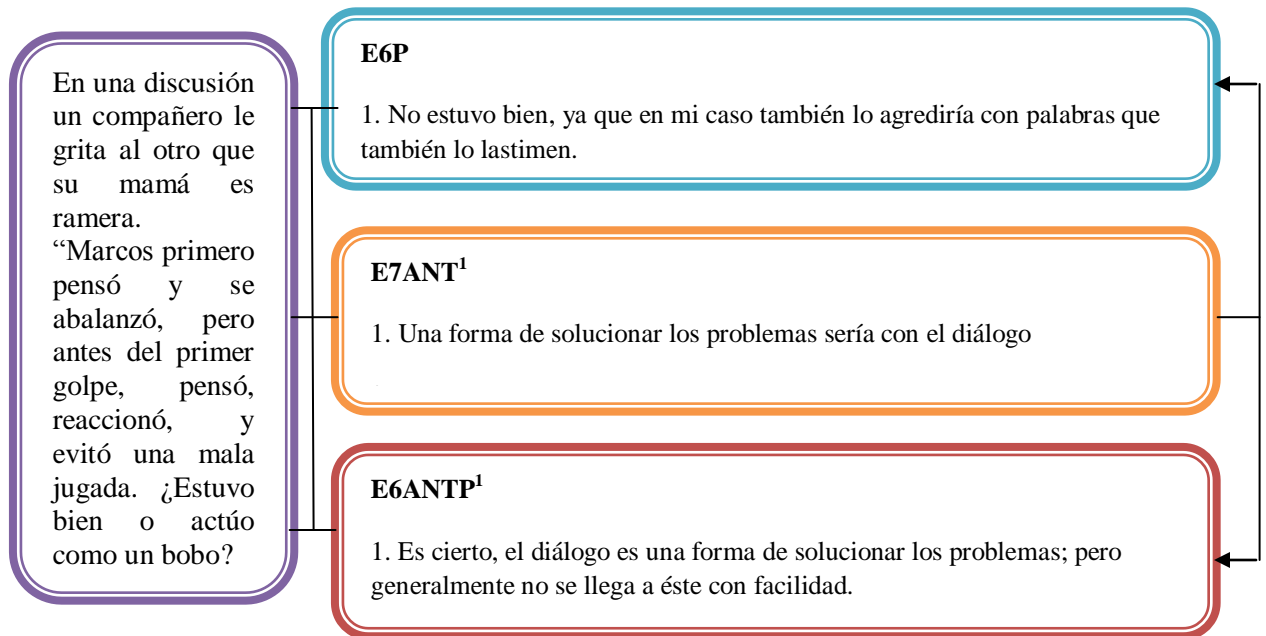 En una discusión
un compañero le
grita al otro que
su mamá es
ramera.
“Marcos primero
pensó y se
abalanzó, pero
antes del primer
golpe, pensó,
reaccionó, y
evitó una mala
jugada. ¿Estuvo
bien o actúo
como un bobo?
E6P
1. No estuvo bien, ya que en mi caso también lo agrediría con palabras que
también lo lastimen.
E7ANT¹
1. Una forma de solucionar los problemas sería con el diálogo
E6ANTP¹
1. Es cierto, el diálogo es una forma de solucionar los problemas; pero
generalmente no se llega a éste con facilidad.